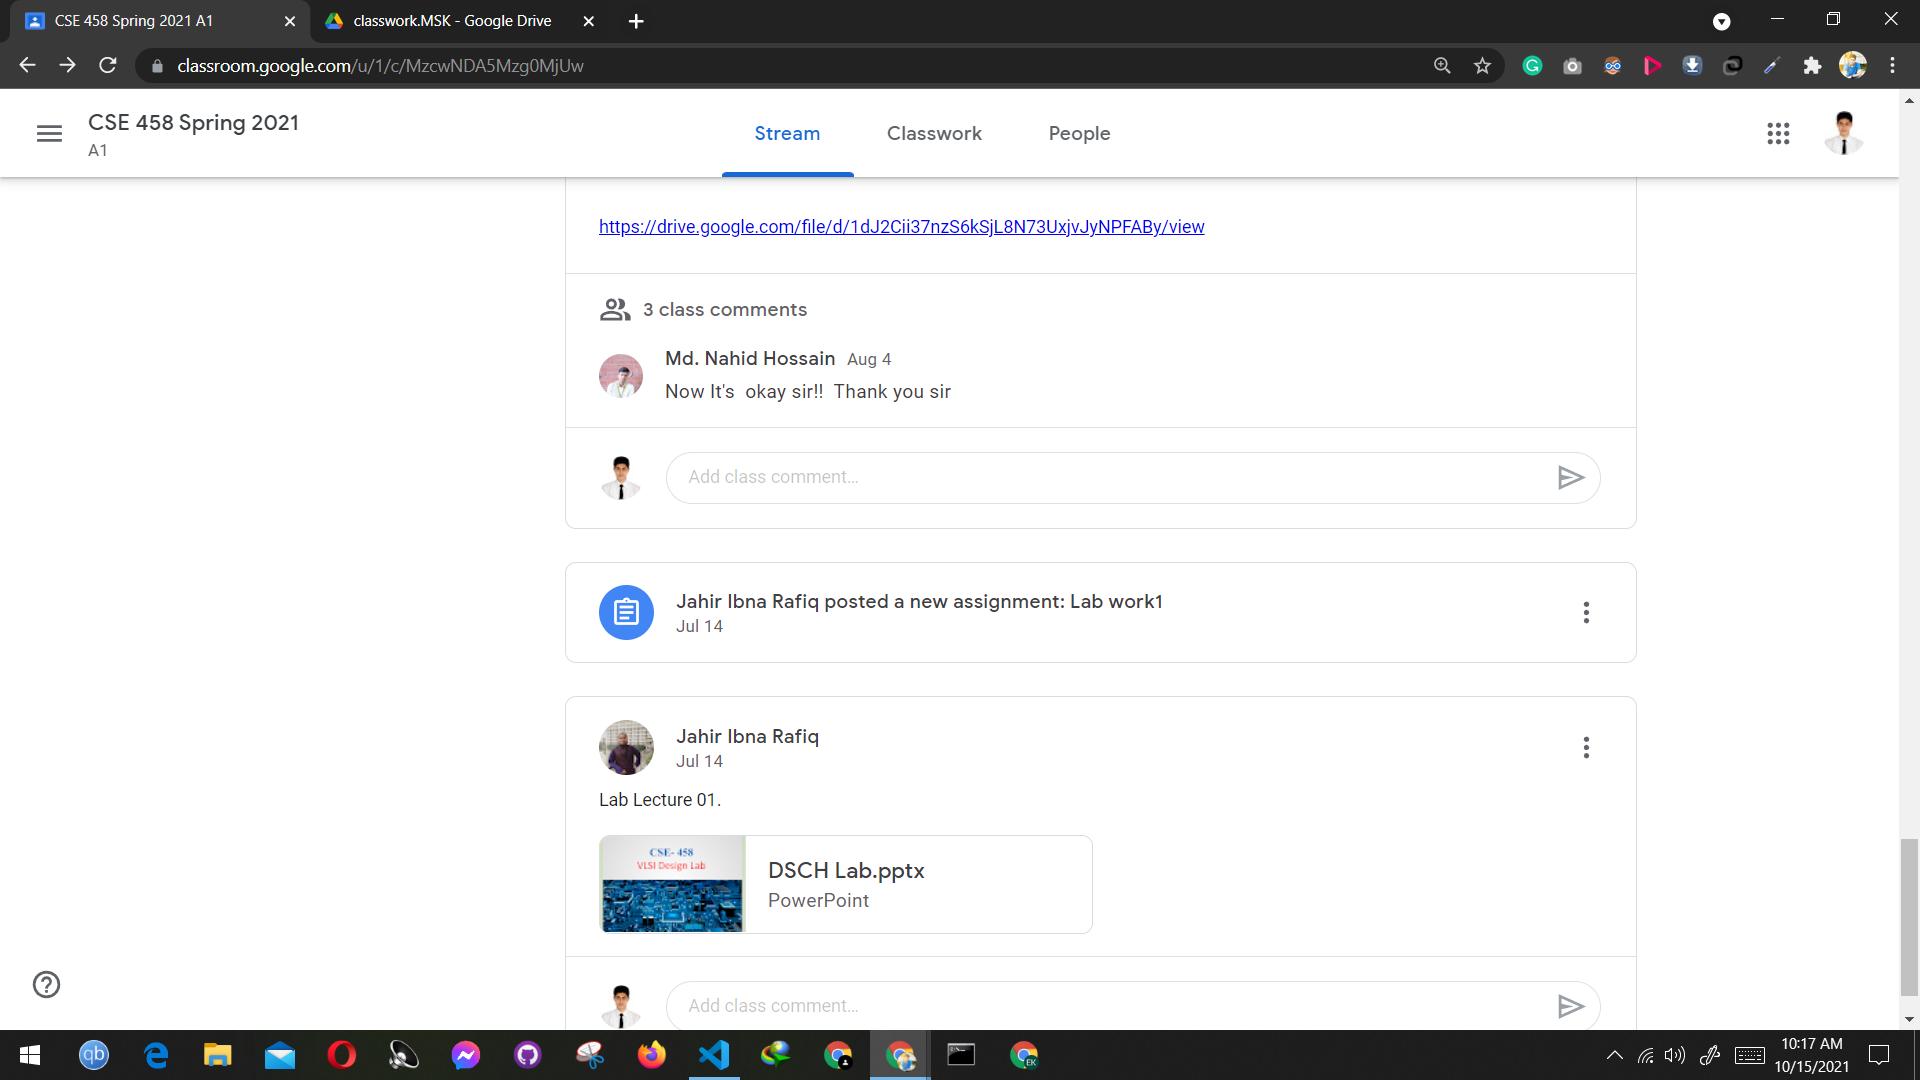 CSE 458 Spring 2021 A1
classwork.MSK - Google Drive
classroom.google.com/u/1/c/MzcwNDA5Mzg0MjUw
CSE 458 Spring 2021
A1
Stream
Classwork
People
https://drive.google.com/file/d/1dJ2Cii37nzS6kSjL8N73UxjvJyNPFABy/view
3 class comments
Md. Nahid Hossain Aug 4
Now It's  okay sir!!  Thank you sir
Add class comment...
Jahir Ibna Rafiq posted a new assignment: Lab work1
Jul 14
Jahir Ibna Rafiq
Jul 14
Lab Lecture 01.
CSE- 458
VLSI Design Lab
DSCH Lab.pptx
PowerPoint
Add class comment...
qb
EK
10:17 AM
10/15/2021